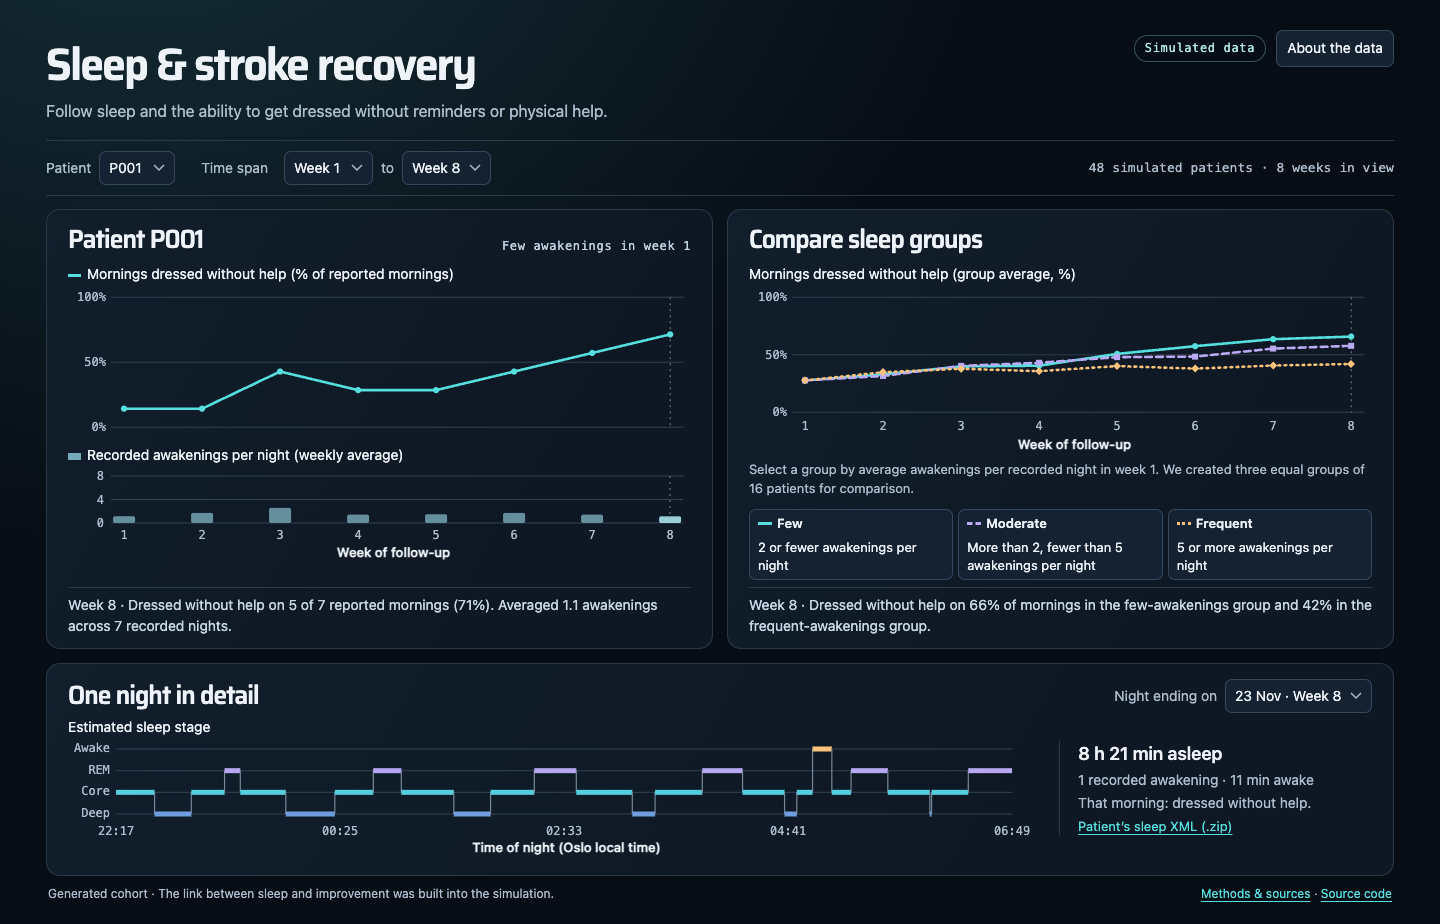 Sleep & stroke recovery
Simulated data
About the data
Follow sleep and the ability to get dressed without reminders or physical help.
Patient P001 Time span Week 1 to Week 8
48 simulated patients · 8 weeks in view
Patient P001
Few awakenings in week 1
Mornings dressed without help (% of reported mornings)
100%
50%
0%
Recorded awakenings per night (weekly average)
8
4
0
1 2 3 4 5 6 7 8
Week of follow-up
Week 8 · Dressed without help on 5 of 7 reported mornings (71%). Averaged 1.1 awakenings
across 7 recorded nights.
Compare sleep groups
Mornings dressed without help (group average, %)
100%
50%
0%
1 2 3 4 5 6 7 8
Week of follow-up
Select a group by average awakenings per recorded night in week 1. We created three equal groups of
16 patients for comparison.
Few
2 or fewer awakenings per
night
Moderate
More than 2, fewer than 5
awakenings per night
Frequent
5 or more awakenings per
night
Week 8 · Dressed without help on 66% of mornings in the few-awakenings group and 42% in the
frequent-awakenings group.
One night in detail
Night ending on 23 Nov · Week 8
Estimated sleep stage
Awake
REM
Core
Deep
22:17 00:25 02:33 04:41 06:49
Time of night (Oslo local time)
8 h 21 min asleep
1 recorded awakening · 11 min awake
That morning: dressed without help.
Patient's sleep XML (.zip)
Generated cohort · The link between sleep and improvement was built into the simulation.
Methods & sources · Source code